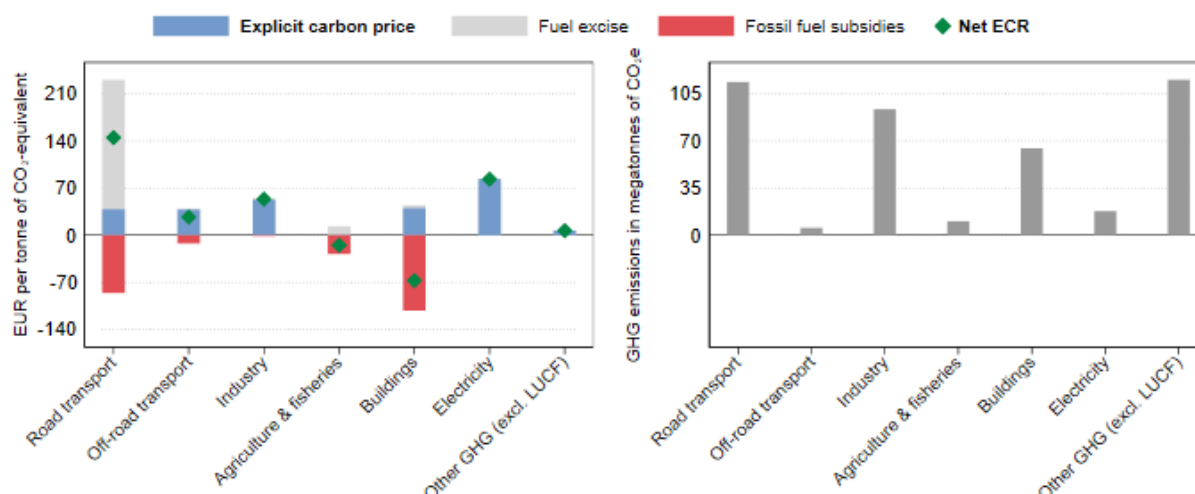 Explicit carbon price Fuel excise Fossil fuel subsidies Net ECR
EUR per tonne of CO₂-equivalent
210
140
70
0
-70
-140
Road transport
Off-road transport
Industry
Agriculture & fisheries
Buildings
Electricity
Other GHG (excl. LUCF)
GHG emissions in megatonnes of CO₂e
105
70
35
0
Road transport
Off-road transport
Industry
Agriculture & fisheries
Buildings
Electricity
Other GHG (excl. LUCF)